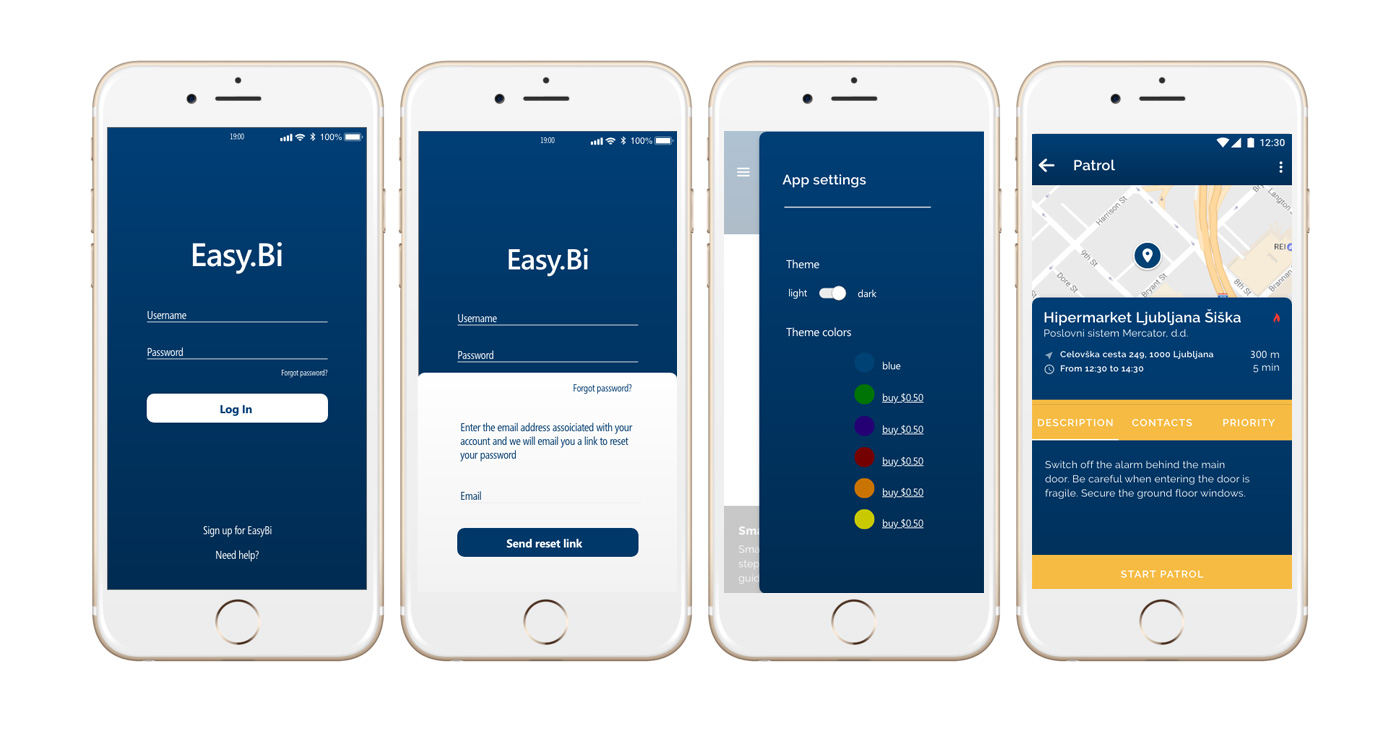 19:00
100%
Easy.Bi
Username
Password
Forgot password?
Log In
Sign up for EasyBi
Need help?
19:00
100%
Easy.Bi
Username
Password
Forgot password?
Enter the email address assoiciated with your
account and we will email you a link to reset
your password
Email
Send reset link
App settings
Theme
light
dark
Theme colors
blue
buy $0.50
buy $0.50
buy $0.50
buy $0.50
buy $0.50
Sma
Sma
step
guid
12:30
Patrol
Harrison St
Langton
9th St
REI
Dore St
Bryant St
8th St
Brannan
Hipermarket Ljubljana Šiška
Poslovni sistem Mercator, d.d.
Celovška cesta 249, 1000 Ljubljana
300 m
From 12:30 to 14:30
5 min
DESCRIPTION
CONTACTS
PRIORITY
Switch off the alarm behind the main
door. Be careful when entering the door is
fragile. Secure the ground floor windows.
START PATROL